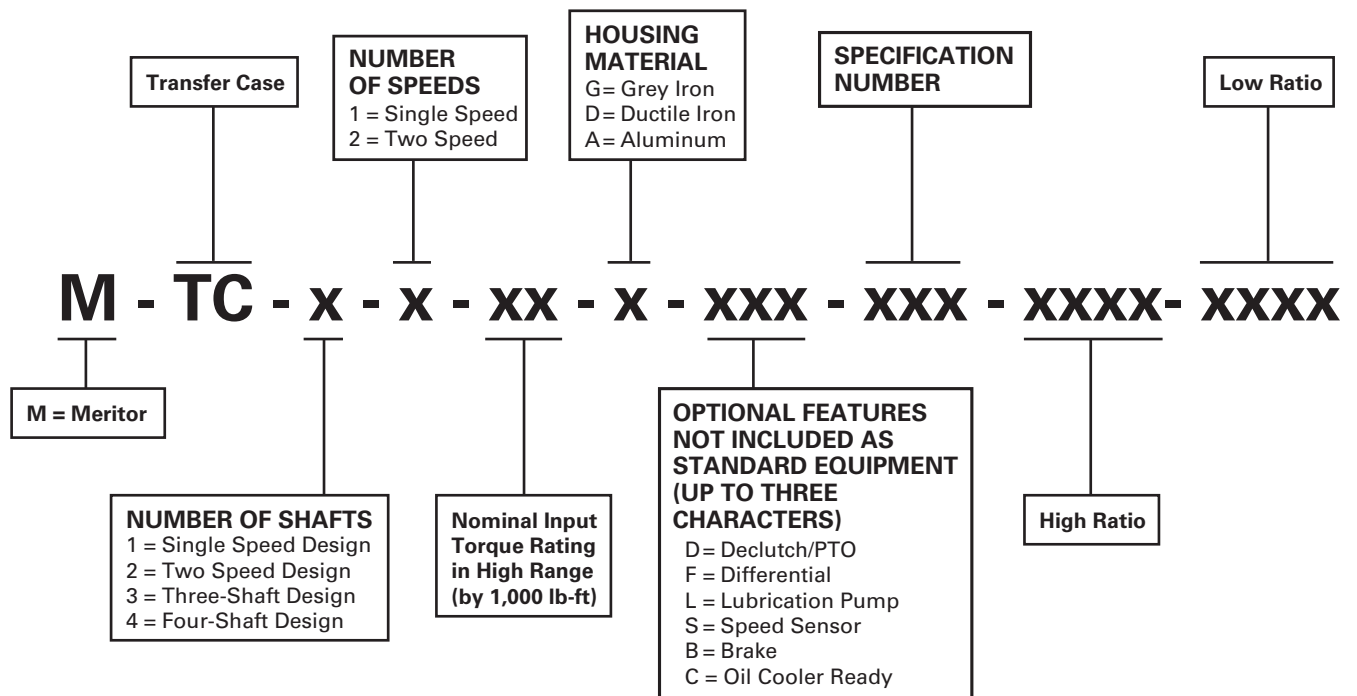 Transfer Case
NUMBER
OF SPEEDS
1 = Single Speed
2 = Two Speed
HOUSING
MATERIAL
G= Grey Iron
D= Ductile Iron
A= Aluminum
SPECIFICATION
NUMBER
Low Ratio
M - TC - x - x - xx - x - xxx - xxx - xxxx- xxxx
M = Meritor
NUMBER OF SHAFTS
1 = Single Speed Design
2 = Two Speed Design
3 = Three-Shaft Design
4 = Four-Shaft Design
Nominal Input
Torque Rating
in High Range
(by 1,000 lb-ft)
OPTIONAL FEATURES
NOT INCLUDED AS
STANDARD EQUIPMENT
(UP TO THREE
CHARACTERS)
D= Declutch/PTO
F = Differential
L = Lubrication Pump
S = Speed Sensor
B = Brake
C = Oil Cooler Ready
High Ratio